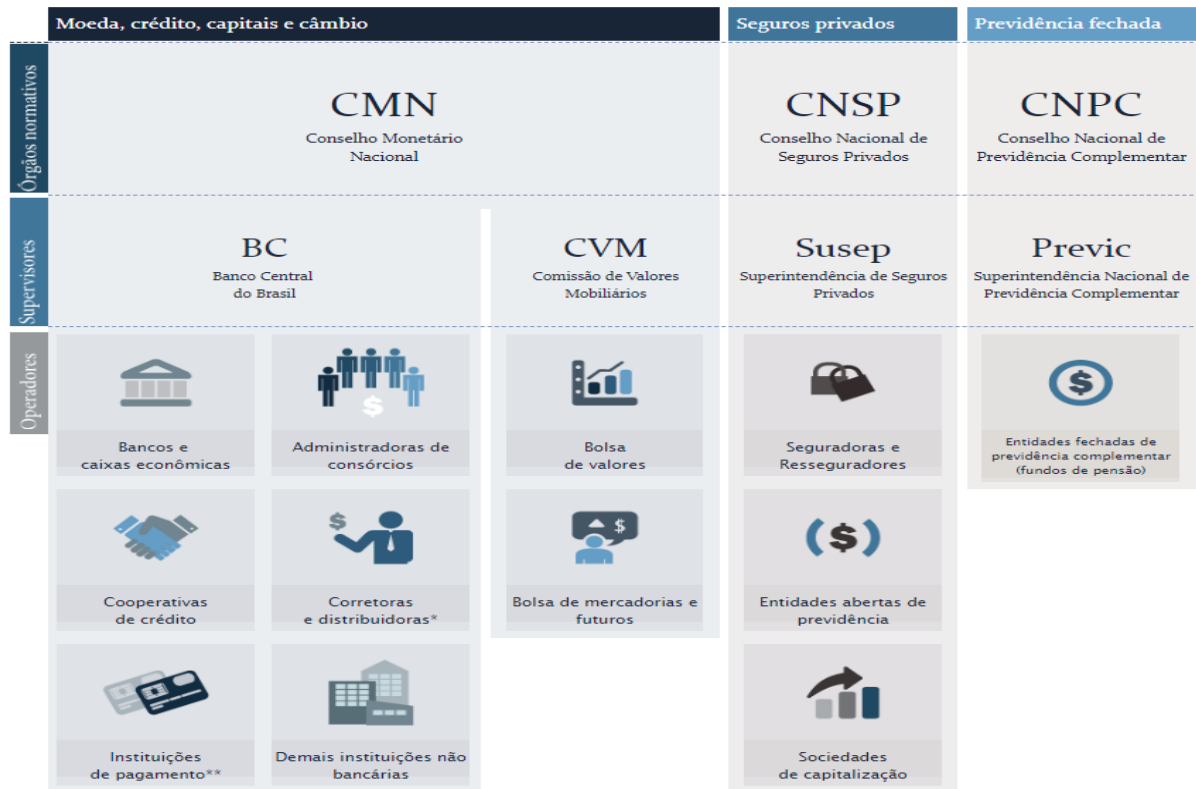 Moeda, crédito, capitais e câmbio
Seguros privados
Previdência fechada
Órgãos normativos
CMN
Conselho Monetário
Nacional
CNSP
Conselho Nacional de
Seguros Privados
CNPC
Conselho Nacional de
Previdência Complementar
Supervisores
BC
Banco Central
do Brasil
CVM
Comissão de Valores
Mobiliários
Susep
Superintendência de Seguros
Privados
Previc
Superintendência Nacional de
Previdência Complementar
Operadores
Bancos e
caixas econômicas
Administradoras de
consórcios
$
Bolsa
de valores
Seguradoras e
Resseguradores
$
Entidades fechadas de
previdência complementar
(fundos de pensão)
Cooperativas
de crédito
$
Corretoras
e distribuidoras*
$
Bolsa de mercadorias e
futuros
($)
Entidades abertas de
previdência
Instituições
de pagamento**
Demais instituições não
bancárias
Sociedades
de capitalização